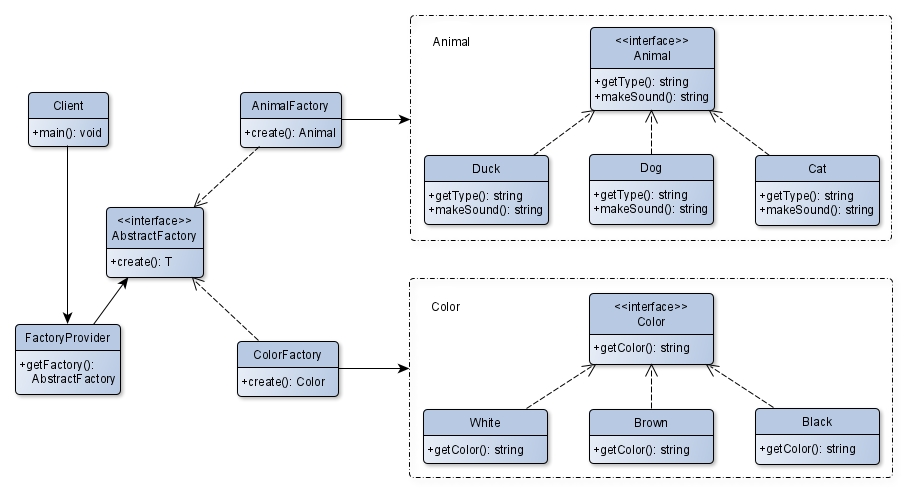 Client
+main(): void
AnimalFactory
+create(): Animal
<<interface>>
AbstractFactory
+create(): T
FactoryProvider
+getFactory():
AbstractFactory
ColorFactory
+create(): Color
Animal
<<interface>>
Animal
+getType(): string
+makeSound(): string
Duck
+getType(): string
+makeSound(): string
Dog
+getType(): string
+makeSound(): string
Cat
+getType(): string
+makeSound(): string
Color
<<interface>>
Color
+getColor(): string
White
+getColor(): string
Brown
+getColor(): string
Black
+getColor(): string